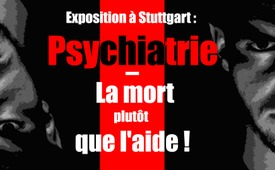 Exposition à Stuttgart :
Psychiatrie
–
La mort
plutôt
que l'aide !